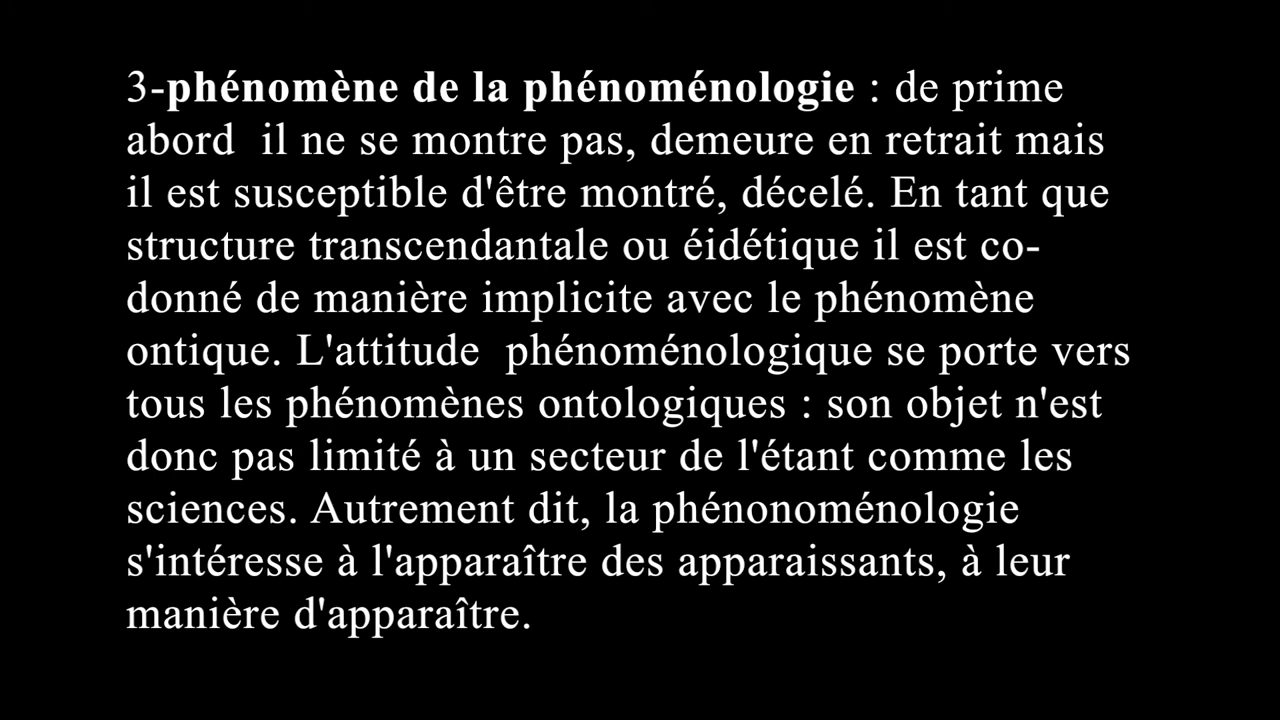 3-phénomène de la phénoménologie : de prime
abord  il ne se montre pas, demeure en retrait mais
il est susceptible d'être montré, décelé. En tant que
structure transcendantale ou éidétique il est co-
donné de manière implicite avec le phénomène
ontique. L'attitude  phénoménologique se porte vers
tous les phénomènes ontologiques : son objet n'est
donc pas limité à un secteur de l'étant comme les
sciences. Autrement dit, la phénonoménologie
s'intéresse à l'apparaître des apparaissants, à leur
manière d'apparaître.